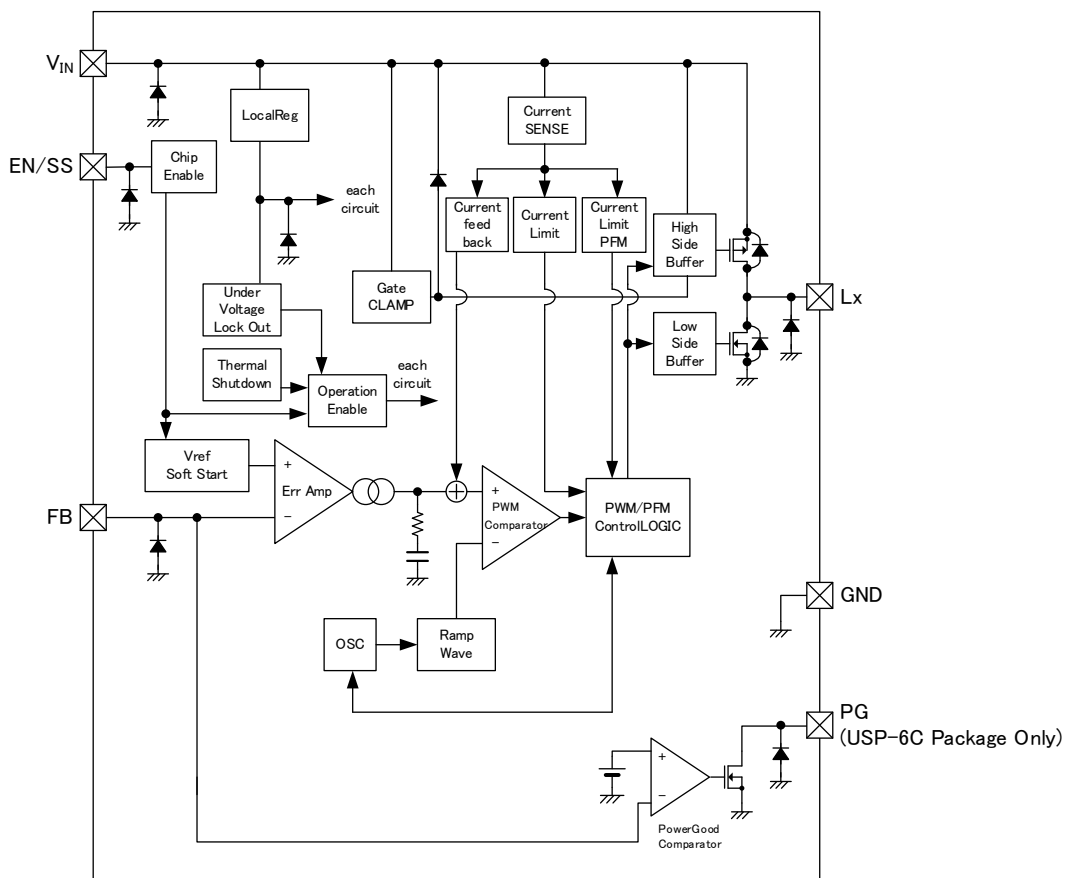 VIN
LocalReg
Current
SENSE
EN/SS
Chip
Enable
each
circuit
Current
feed
back
Current
Limit
Current
Limit
PFM
High
Side
Buffer
Under
Voltage
Lock Out
Gate
CLAMP
Lx
Low
Side
Buffer
Thermal
Shutdown
Operation
Enable
each
circuit
Vref
Soft Start
+
Err Amp
−
+
PWM
Comparator
−
PWM/PFM
ControlLOGIC
FB
GND
OSC
Ramp
Wave
PG
(USP-6C Package Only)
+
−
PowerGood
Comparator